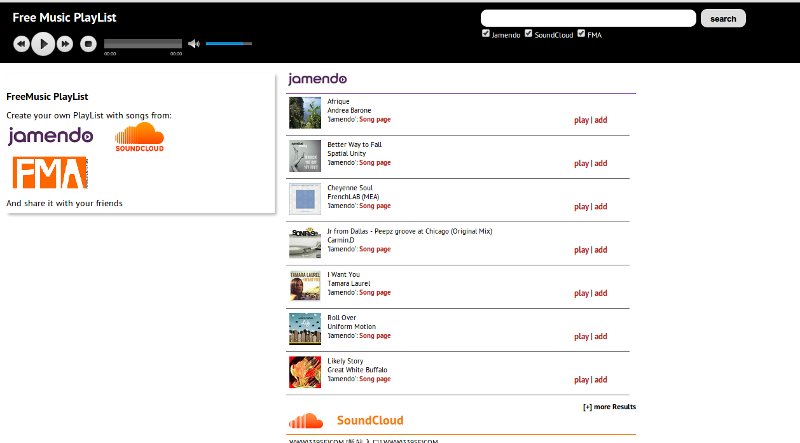 Free Music PlayList
00:00
00:00
search
Jamendo
SoundCloud
FMA
FreeMusic PlayList
Create your own PlayList with songs from:
jamendo
SOUNDCLOUD
FMA
And share it with your friends
jamendo
Afrique
Andrea Barone
'Jamendo': Song page
play | add
Better Way to Fall
Spatial Unity
'Jamendo': Song page
play | add
Cheyenne Soul
FrenchLAB (MEA)
'Jamendo': Song page
play | add
Jr from Dallas - Peepz groove at Chicago (Original Mix)
Carmin,D
'Jamendo': Song page
play | add
I Want You
Tamara Laurel
'Jamendo': Song page
play | add
Roll Over
Uniform Motion
'Jamendo': Song page
play | add
Likely Story
Great White Buffalo
'Jamendo': Song page
play | add
[+] more Results
SoundCloud